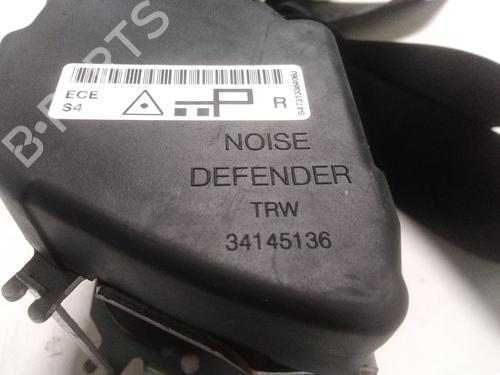 B-PARTS
ECE
S4
R
NOISE
DEFENDER
TRW
34145136